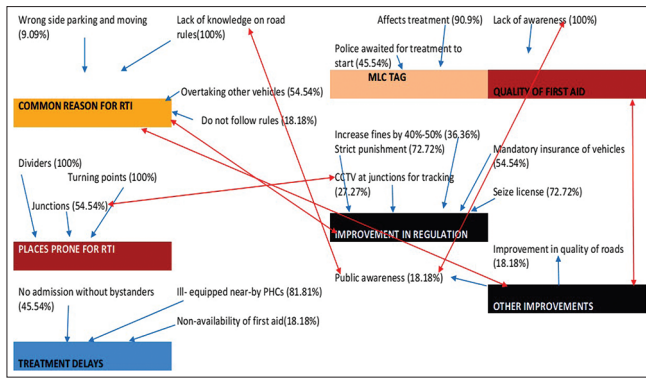 Wrong side parking and moving
(9.09%)
Lack of knowledge on road
rules(100%)
Affects treatment (90.9%)
Lack of awareness (100%)
Police awaited for treatment to
start (45.54%)
MLC TAG
QUALITY OF FIRST AID
Overtaking other vehicles (54.54%)
COMMON REASON FOR RTI
Do not follow rules (18.18%)
Increase fines by 40%-50% (36.36%)
Strict punishment (72.72%)
Mandatory insurance of vehicles
(54.54%)
Dividers (100%)
Turning points (100%)
CCTV at junctions for tracking
(27.27%)
Seize license (72.72%)
Junctions (54.54%)
IMPROVEMENT IN REGULATION
PLACES PRONE FOR RTI
Improvement in quality of roads
(18.18%)
Public awareness (18.18%)
No admission without bystanders
(45.54%)
Ill- equipped near-by PHCs (81.81%)
OTHER IMPROVEMENTS
Non-availability of first aid(18.18%)
TREATMENT DELAYS